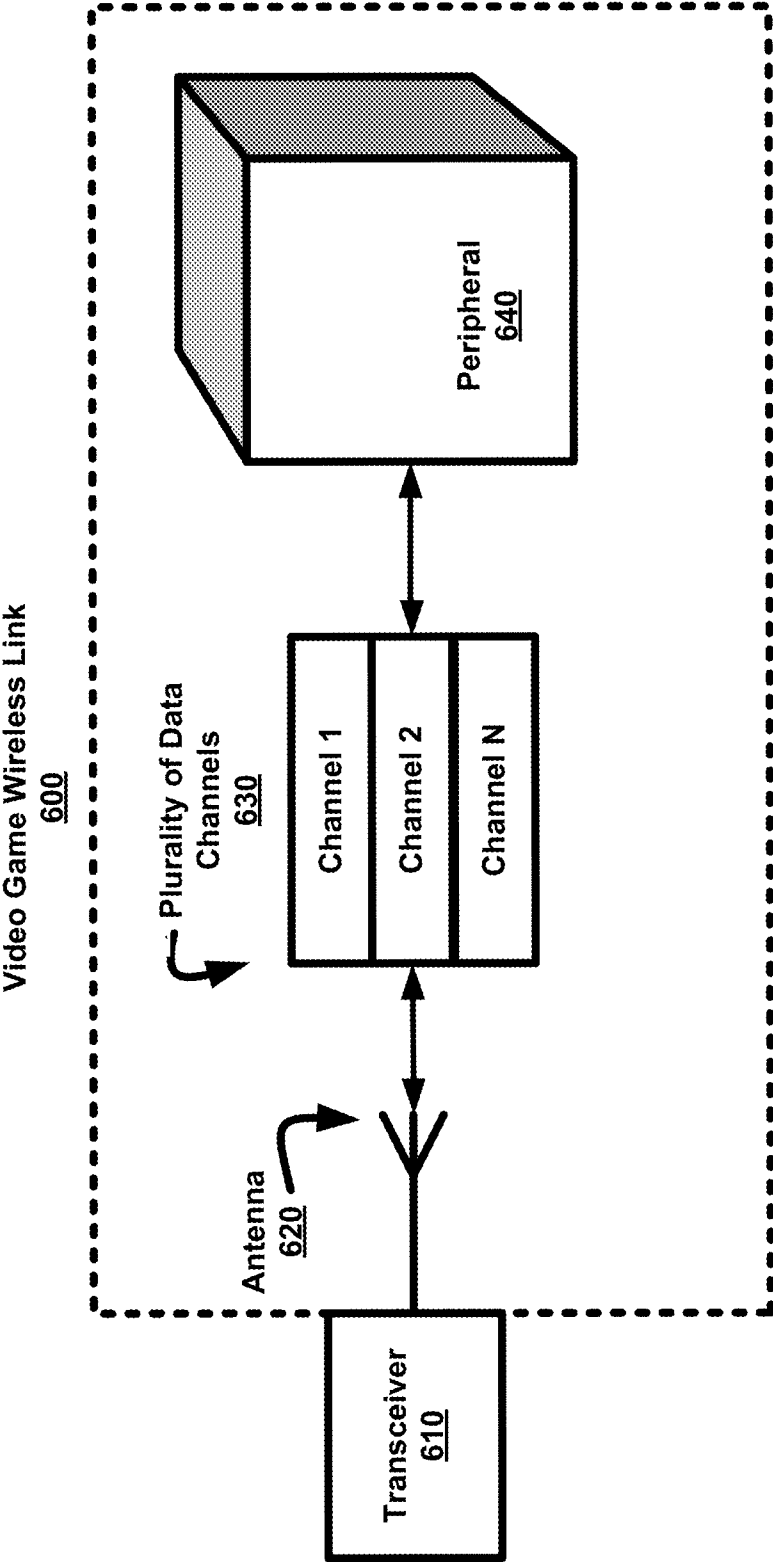 Video Game Wireless Link
600
Transceiver
610
Antenna
620
Plurality of Data
Channels
630
Channel 1
Channel 2
Channel N
Peripheral
640